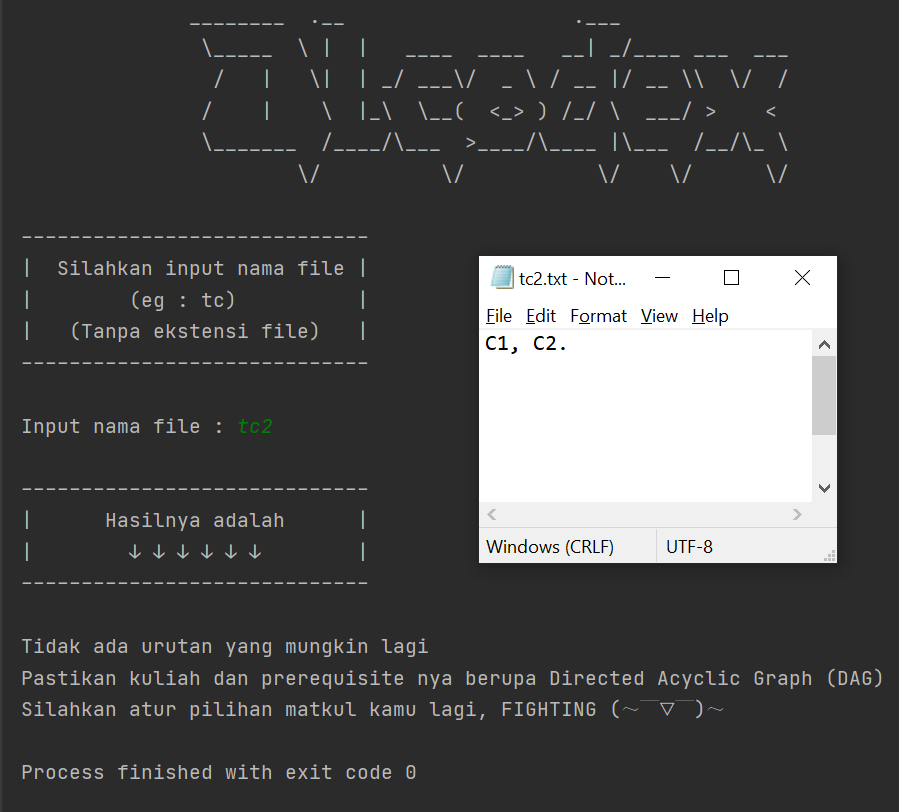 ________  .__                   .___
\_____  \ |  |   ____  ____   __| _/____ ___  ___
 /   |   \|  | _/ ___\/  _ \ / __ |/ __ \\  \/  /
/    |    \  |_\  \__(  <_> ) /_/ \  ___/ >    <
\_______  /____/\___  >____/\____ |\___  /__/\_ \
        \/          \/           \/    \/      \/
-----------------------------
|  Silahkan input nama file |
|        (eg : tc)          |
|   (Tanpa ekstensi file)   |
-----------------------------
Input nama file : tc2
-----------------------------
|      Hasilnya adalah      |
|        ↓ ↓ ↓ ↓ ↓ ↓        |
-----------------------------
Tidak ada urutan yang mungkin lagi
Pastikan kuliah dan prerequisite nya berupa Directed Acyclic Graph (DAG)
Silahkan atur pilihan matkul kamu lagi, FIGHTING (～￣▽￣)～
Process finished with exit code 0
tc2.txt - Not...
File Edit Format View Help
C1, C2.
Windows (CRLF) UTF-8